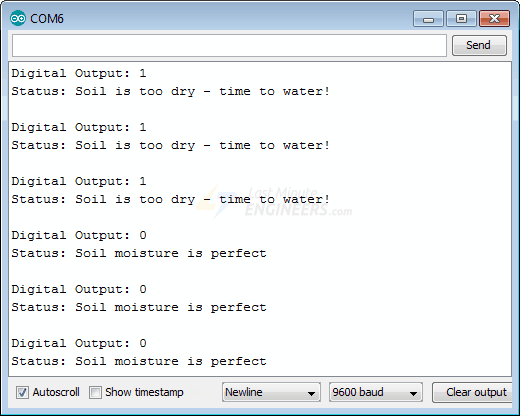 COM6
Send
Digital Output: 1
Status: Soil is too dry - time to water!
Digital Output: 1
Status: Soil is too dry - time to water!
Digital Output: 1
Status: Soil is too dry - time to water!
Last Minute
ENGINEERS.com
Digital Output: 0
Status: Soil moisture is perfect
Digital Output: 0
Status: Soil moisture is perfect
Digital Output: 0
Status: Soil moisture is perfect
Autoscroll Show timestamp Newline 9600 baud Clear output